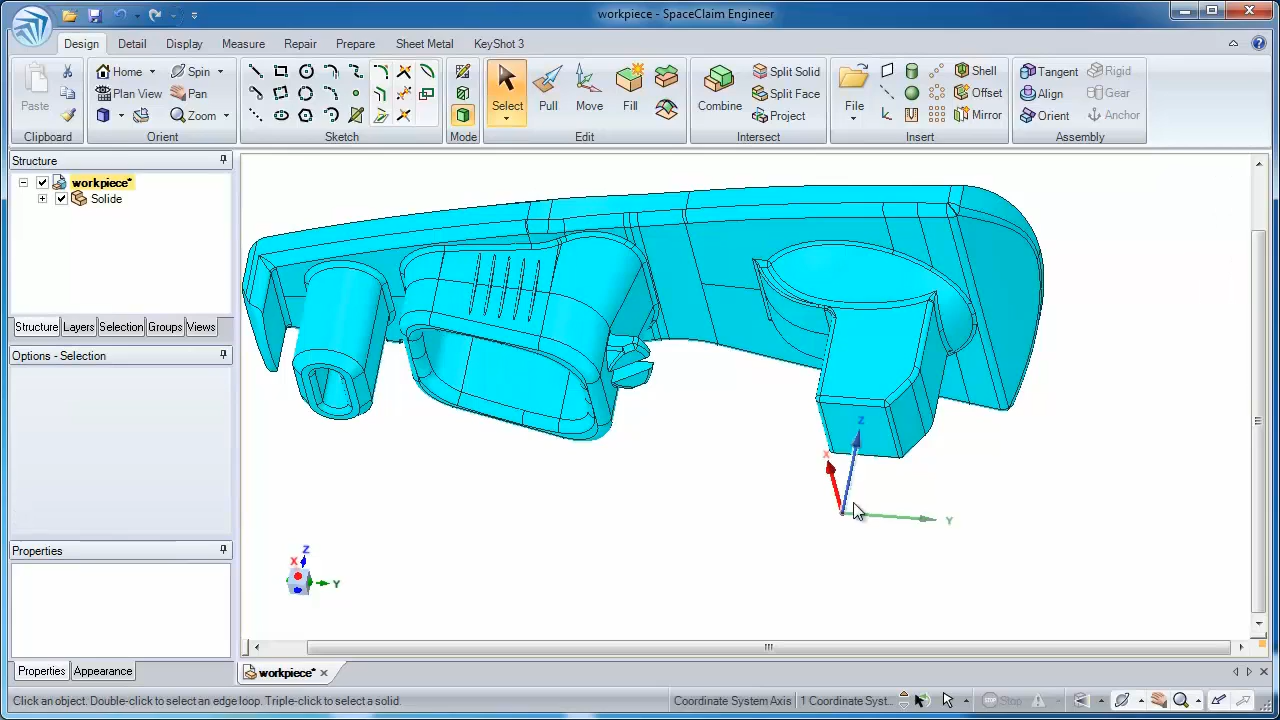 workpiece - SpaceClaim Engineer
Design Detail Display Measure Repair Prepare Sheet Metal KeyShot 3
Home Spin
Plan View Pan
Zoom
Paste
Select Pull Move Fill
Combine
Split Solid
Split Face
Project
File
Shell
Offset
Mirror
Tangent Rigid
Align Gear
Orient Anchor
Clipboard Orient Sketch Mode Edit Intersect Insert Assembly
Structure
workpiece*
Solide
Structure Layers Selection Groups Views
Options - Selection
Properties
Properties Appearance
Z
X
Y
Z
X
Y
workpiece*
Click an object. Double-click to select an edge loop. Triple-click to select a solid.
Coordinate System Axis 1 Coordinate Syst... Stop